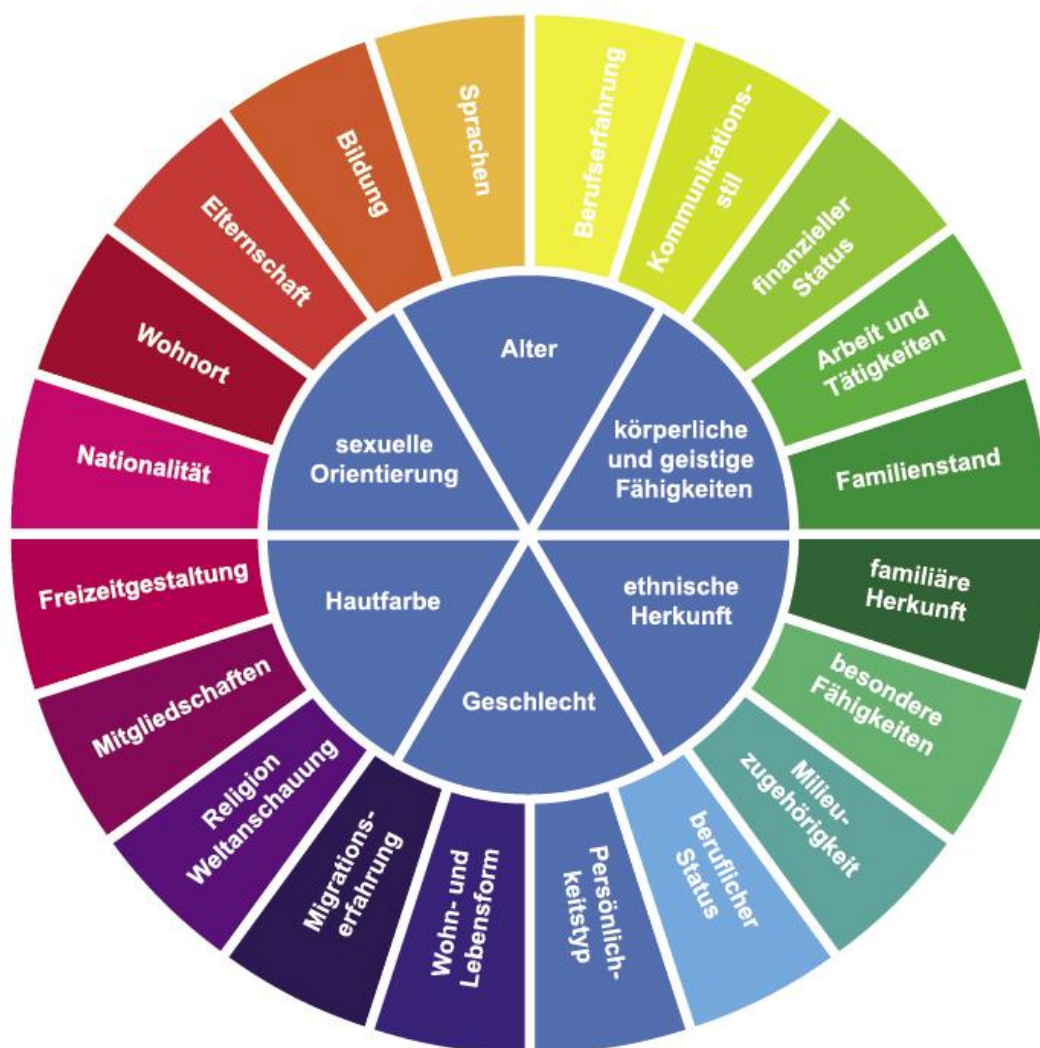 Berufserfahrung
Kommunikations-
stil
finanzieller
Status
Arbeit und
Tätigkeiten
Familienstand
familiäre
Herkunft
besondere
Fähigkeiten
Milieu-
zugehörigkeit
beruflicher
Status
Persönlich-
keitstyp
Wohn- und
Lebensform
Migrations-
erfahrung
Religion
Weltanschauung
Mitgliedschaften
Freizeitgestaltung
Nationalität
Wohnort
Elternschaft
Bildung
Sprachen
Alter
körperliche
und geistige
Fähigkeiten
ethnische
Herkunft
Geschlecht
Hautfarbe
sexuelle
Orientierung